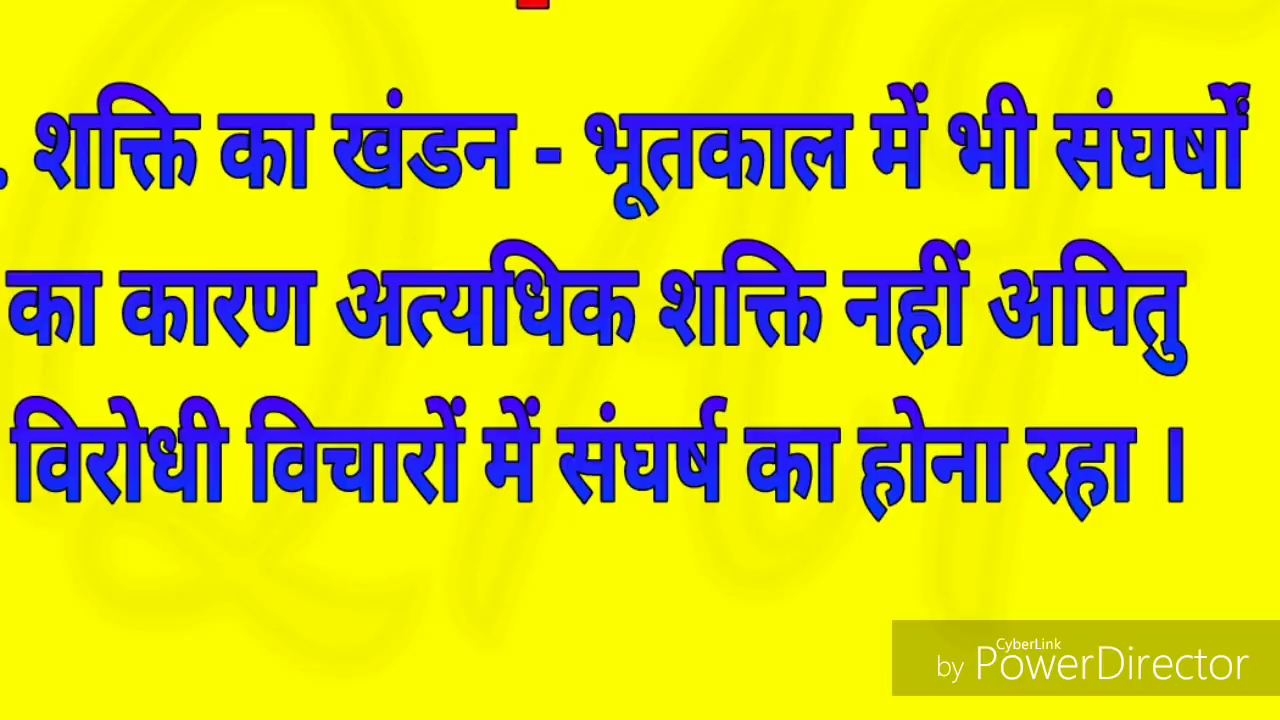 . शक्ति का खंडन - भूतकाल में भी संघर्षों
का कारण अत्यधिक शक्ति नहीं अपितु
विरोधी विचारों में संघर्ष का होना रहा ।
CyberLink
by PowerDirector